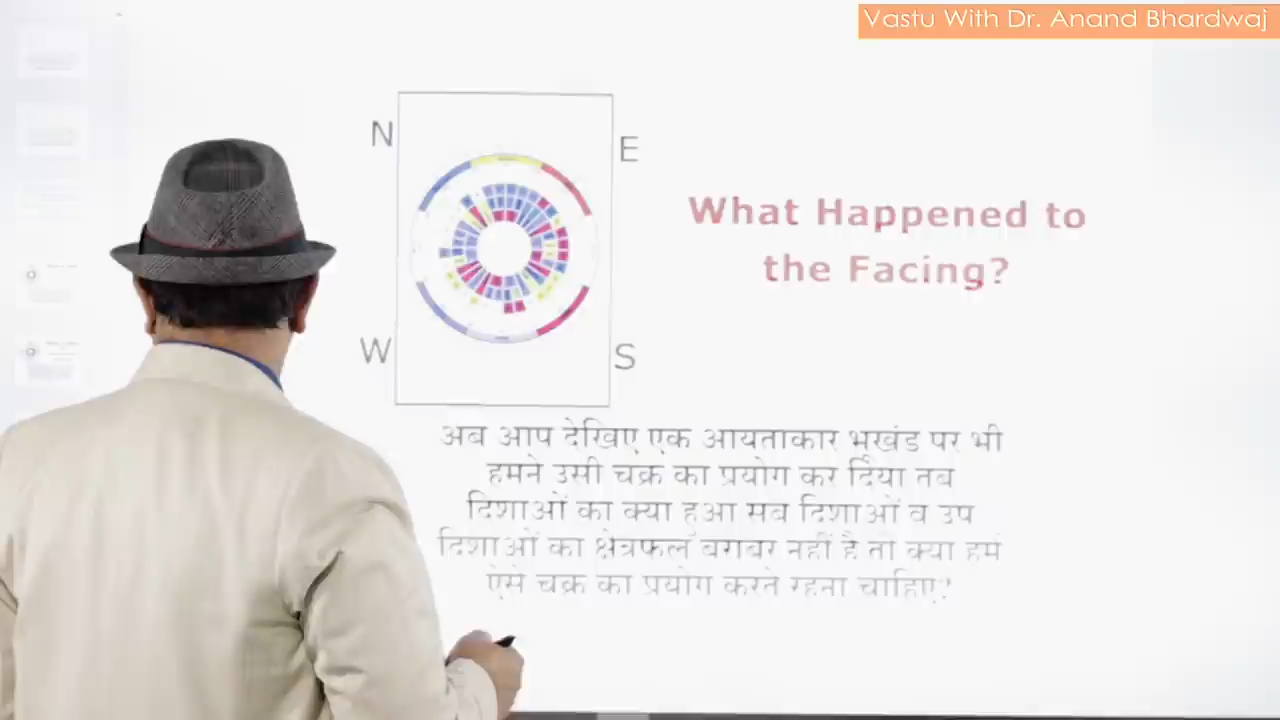 Vastu With Dr. Anand Bhardwaj
N
E
W
S
What Happened to
the Facing?
अब आप देखिए एक आयताकार भूखंड पर भी
हमने उसी चक्र का प्रयोग कर दिया तब
दिशाओं का क्या हुआ सब दिशाओं व उप
दिशाओं का क्षेत्रफल बराबर नहीं है तो क्या हमें
ऐसे चक्र का प्रयोग करते रहना चाहिए?